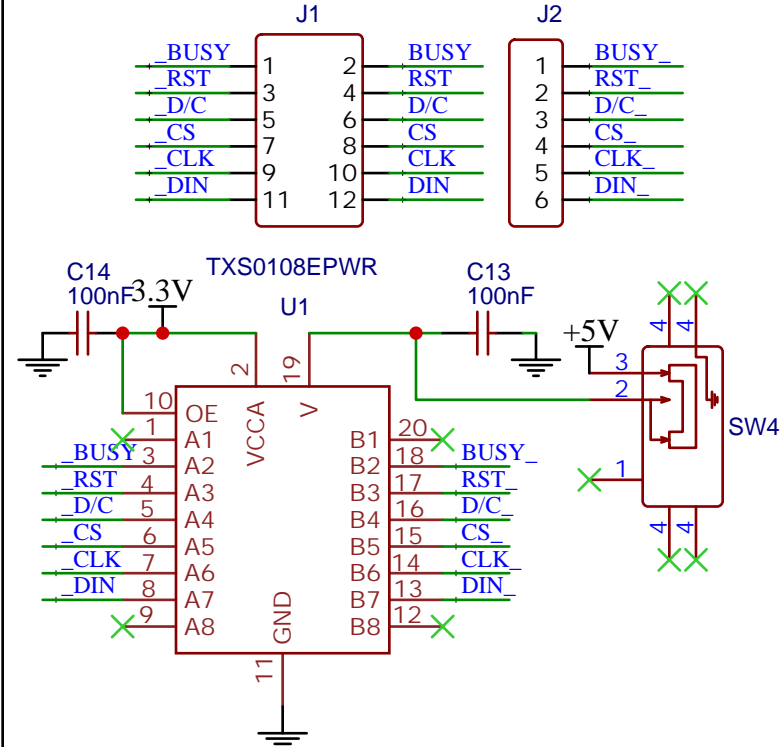 J1 J2
_BUSY 1 2 BUSY 1 BUSY_
_RST 3 4 RST 2 RST_
_D/C 5 6 D/C 3 D/C_
_CS 7 8 CS 4 CS_
_CLK 9 10 CLK 5 CLK_
_DIN 11 12 DIN 6 DIN_
TXS0108EPWR
C14 C13
100nF 3.3V U1 100nF
+5V 4 4
2 19 3
2
10 OE VCCA V SW4
1 A1 B1 20
_BUSY 3 A2 B2 18 BUSY_
_RST 4 A3 B3 17 RST_ 1
_D/C 5 A4 B4 16 D/C_
_CS 6 A5 B5 15 CS_ 4 4
_CLK 7 A6 B6 14 CLK_
_DIN 8 A7 B7 13 DIN_
9 A8 GND B8 12
11